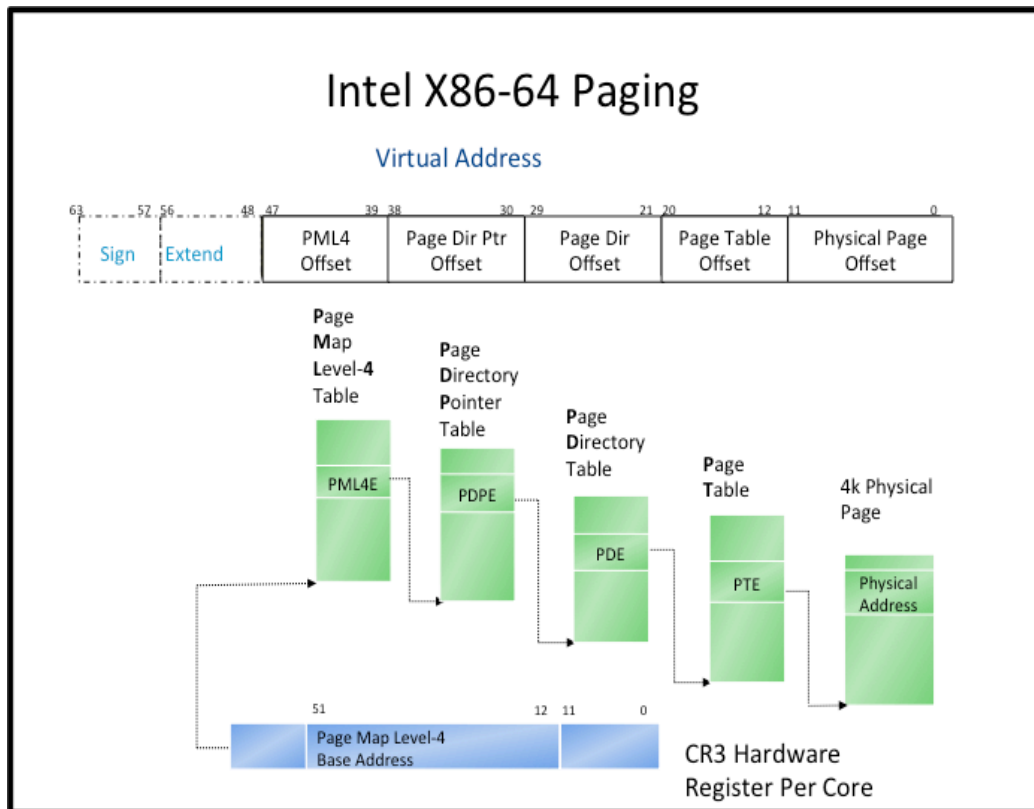 Intel X86-64 Paging
Virtual Address
63 57 56 48 47 39 38 30 29 21 20 12 11 0
Sign Extend
PML4
Offset
Page Dir Ptr
Offset
Page Dir
Offset
Page Table
Offset
Physical Page
Offset
Page
Map
Level-4
Table
Page
Directory
Pointer
Table
Page
Directory
Table
Page
Table
4k Physical
Page
PML4E
PDPE
PDE
PTE
Physical
Address
51 12 11 0
Page Map Level-4
Base Address
CR3 Hardware
Register Per Core